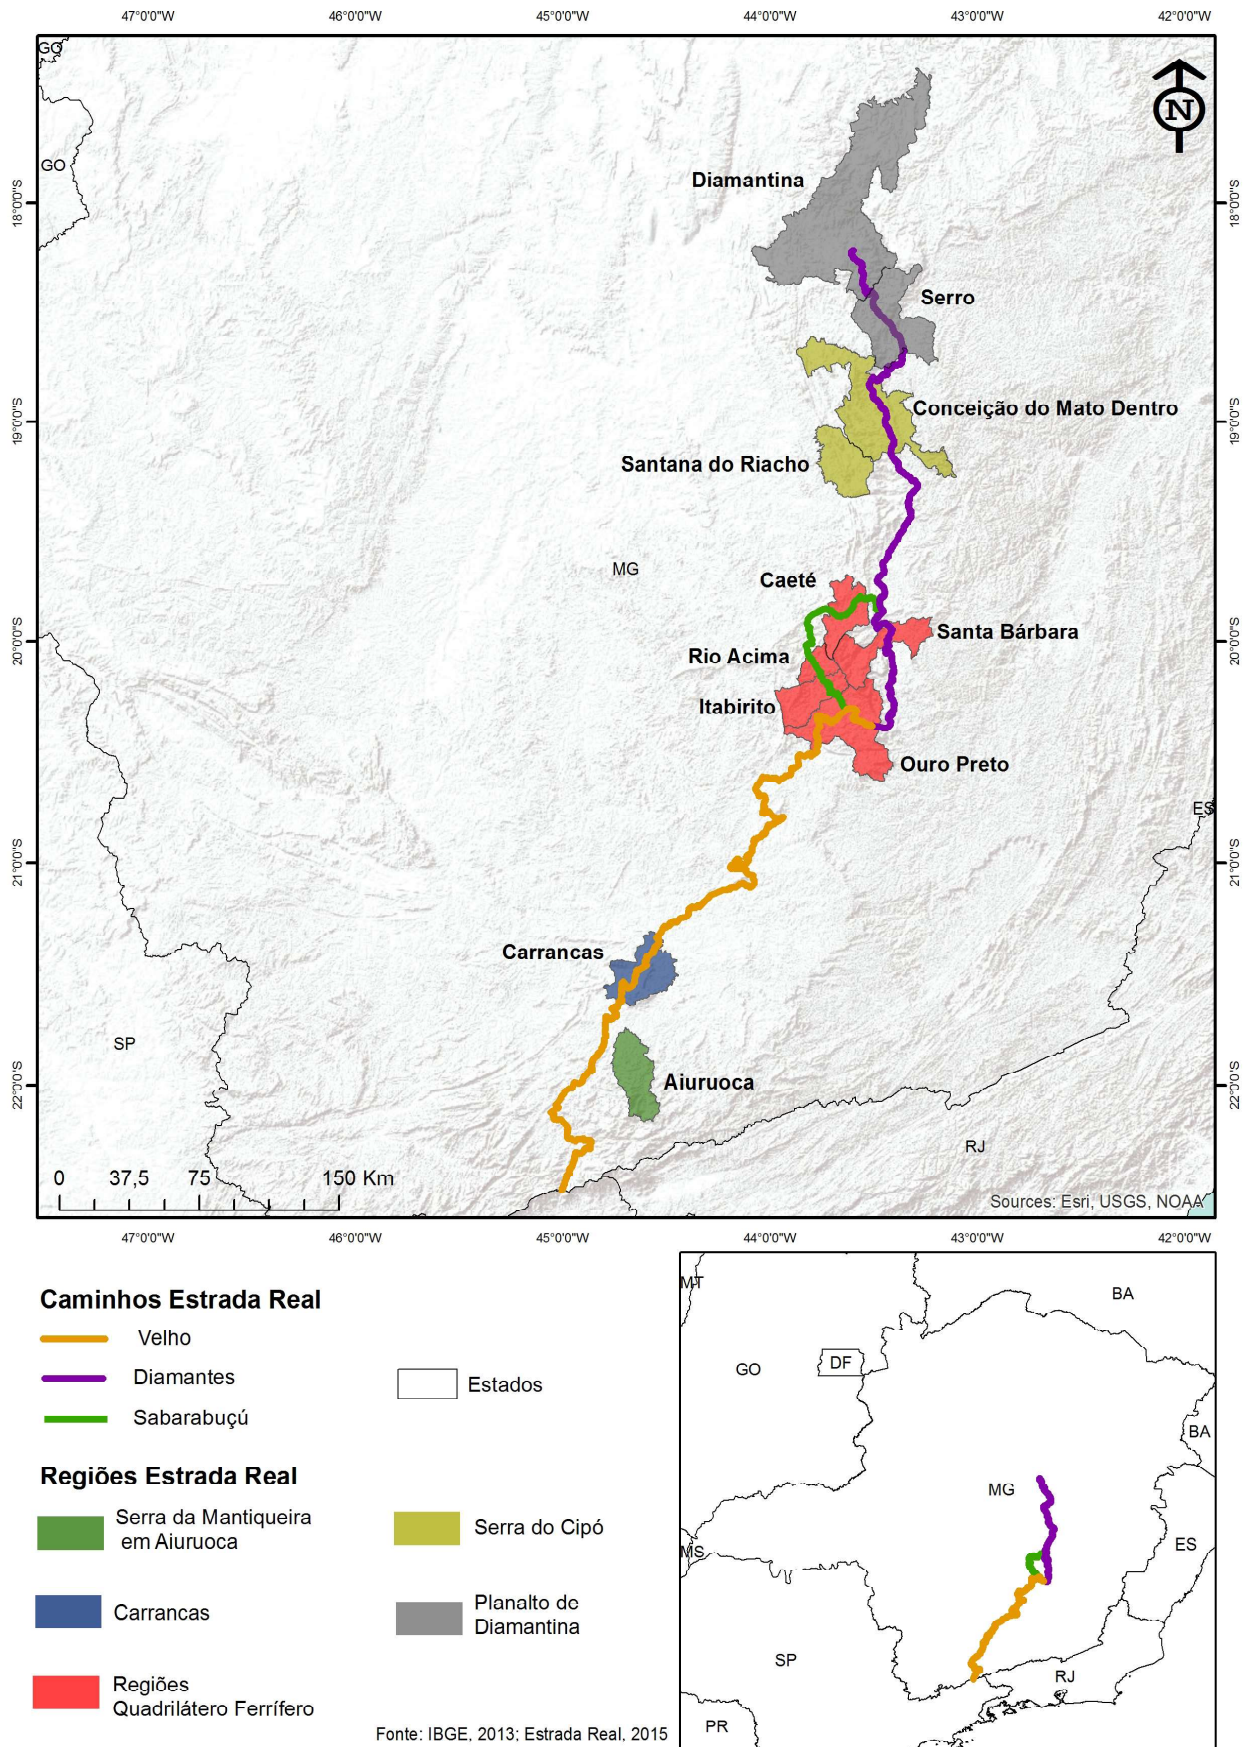 47°0'0"W 46°0'0"W 45°0'0"W 44°0'0"W 43°0'0"W 42°0'0"W
GO
N
GO
Diamantina
18°0'0"S 18°0'0"S
Serro
Conceição do Mato Dentro
19°0'0"S 19°0'0"S
Santana do Riacho
MG
Caeté
Santa Bárbara
20°0'0"S 20°0'0"S
Rio Acima
Itabirito
Ouro Preto
ES
21°0'0"S 21°0'0"S
Carrancas
SP
Aiuruoca
22°0'0"S 22°0'0"S
RJ
0 37,5 75 150 Km
Sources: Esri, USGS, NOAA
47°0'0"W 46°0'0"W 45°0'0"W 44°0'0"W 43°0'0"W 42°0'0"W
Caminhos Estrada Real
Velho
Diamantes
Sabarabuçú
Estados
Regiões Estrada Real
Serra da Mantiqueira
em Aiuruoca
Serra do Cipó
Carrancas
Planalto de
Diamantina
Regiões
Quadrilátero Ferrífero
Fonte: IBGE, 2013; Estrada Real, 2015
MT
BA
GO
DF
BA
MG
MS
ES
SP
RJ
PR